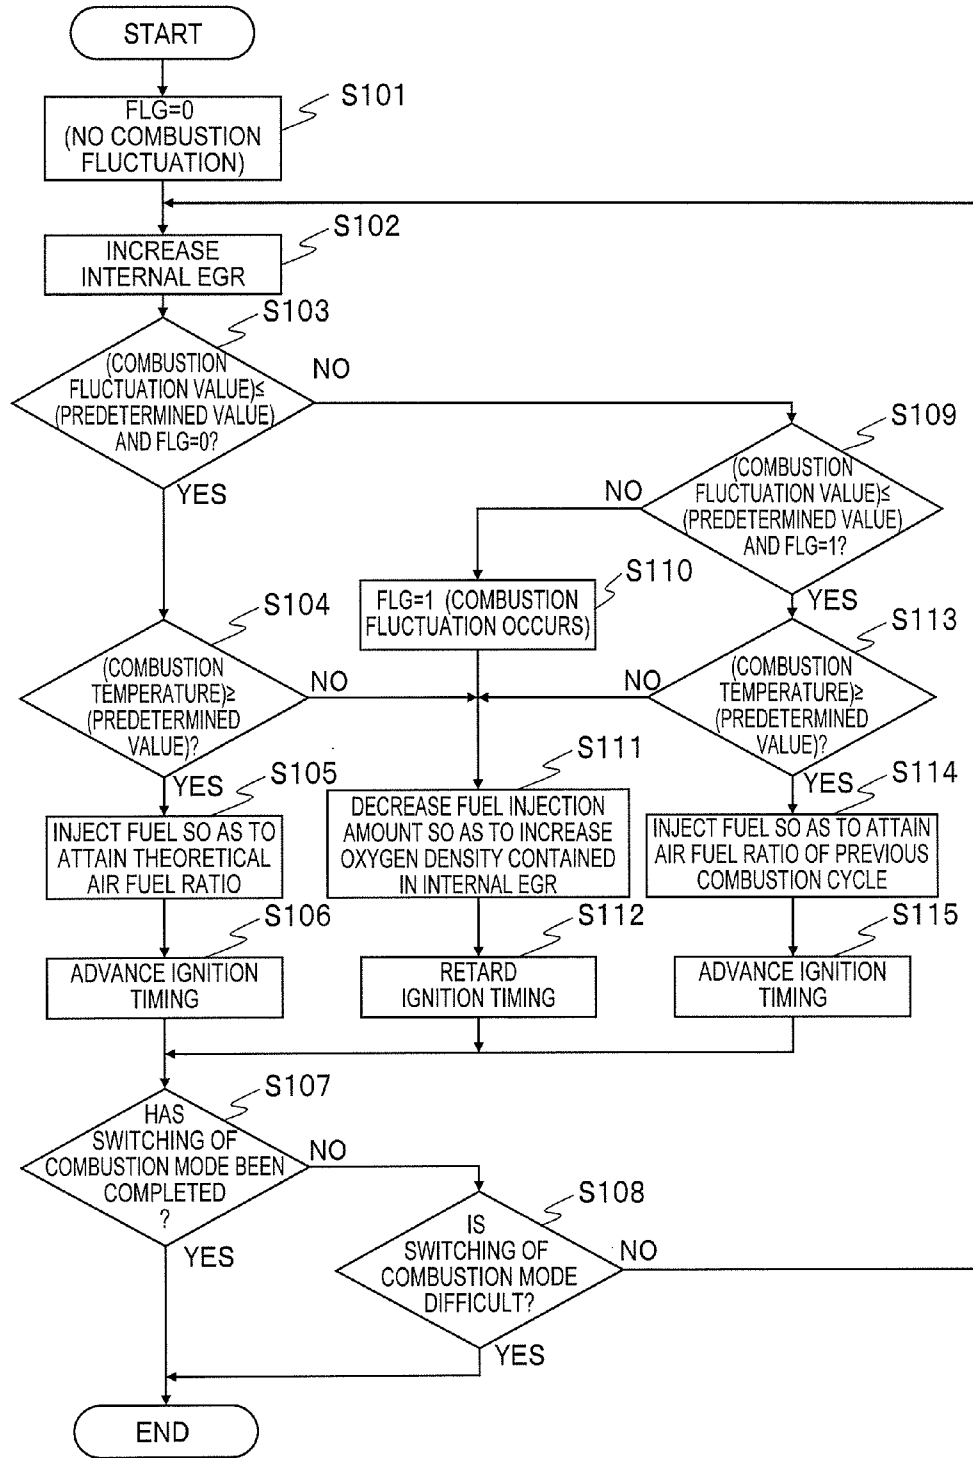 START
S101
FLG=0
(NO COMBUSTION
FLUCTUATION)
S102
INCREASE
INTERNAL EGR
S103
(COMBUSTION
FLUCTUATION VALUE)≤
(PREDETERMINED VALUE)
AND FLG=0?
NO
YES
S109
(COMBUSTION
FLUCTUATION VALUE)≤
(PREDETERMINED VALUE)
AND FLG=1?
NO
YES
S110
FLG=1 (COMBUSTION
FLUCTUATION OCCURS)
S104
(COMBUSTION
TEMPERATURE)≥
(PREDETERMINED
VALUE)?
NO
YES
S113
(COMBUSTION
TEMPERATURE)≥
(PREDETERMINED
VALUE)?
NO
YES
S105
INJECT FUEL SO AS TO
ATTAIN THEORETICAL
AIR FUEL RATIO
S111
DECREASE FUEL INJECTION
AMOUNT SO AS TO INCREASE
OXYGEN DENSITY CONTAINED
IN INTERNAL EGR
S114
INJECT FUEL SO AS TO ATTAIN
AIR FUEL RATIO OF PREVIOUS
COMBUSTION CYCLE
S106
ADVANCE IGNITION
TIMING
S112
RETARD
IGNITION TIMING
S115
ADVANCE IGNITION
TIMING
S107
HAS
SWITCHING OF
COMBUSTION MODE BEEN
COMPLETED
?
NO
YES
S108
IS
SWITCHING OF
COMBUSTION MODE
DIFFICULT?
NO
YES
END